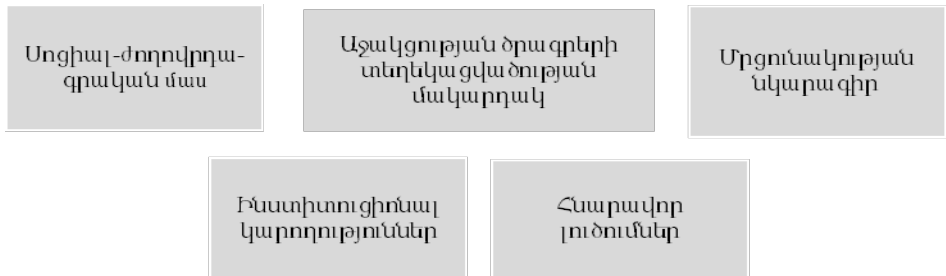 Սոցիալ-ժողովրդա-
գրական մաս
Աջակցության ծրագրերի
տեղեկացվածության
մակարդակ
Մրցունակության
նկարագիր
Ինստիտուցիոնալ
կարողություններ
Հնարավոր
լուծումներ